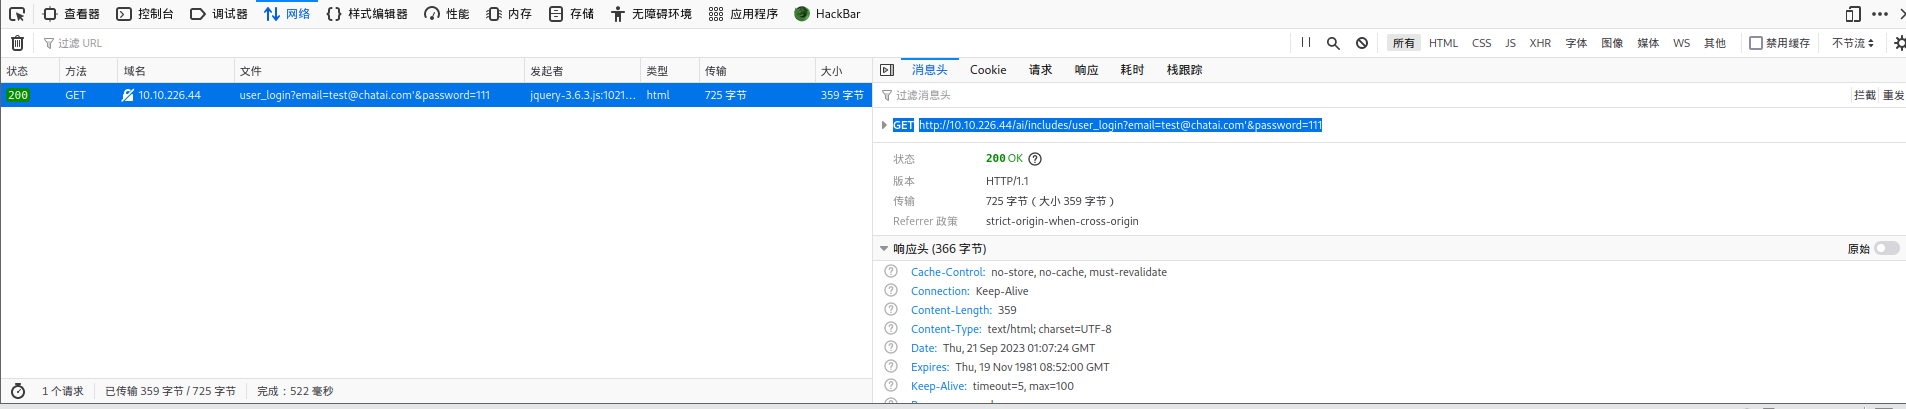 查看器 控制台 调试器 网络 样式编辑器 性能 内存 存储 无障碍环境 应用程序 HackBar
过滤 URL
所有 HTML CSS JS XHR 字体 图像 媒体 WS 其他 禁用缓存 不节流
状态 方法 域名 文件 发起者 类型 传输 大小
200 GET 10.10.226.44 user_login?email=test@chatai.com'&password=111 jquery-3.6.3.js:1021… html 725 字节 359 字节
消息头 Cookie 请求 响应 耗时 栈跟踪
过滤消息头 拦截 重发
GET http://10.10.226.44/ai/includes/user_login?email=test@chatai.com'&password=111
状态 200 OK
版本 HTTP/1.1
传输 725 字节（大小 359 字节）
Referrer 政策 strict-origin-when-cross-origin
响应头 (366 字节) 原始
Cache-Control: no-store, no-cache, must-revalidate
Connection: Keep-Alive
Content-Length: 359
Content-Type: text/html; charset=UTF-8
Date: Thu, 21 Sep 2023 01:07:24 GMT
Expires: Thu, 19 Nov 1981 08:52:00 GMT
Keep-Alive: timeout=5, max=100
1 个请求 已传输 359 字节 / 725 字节 完成：522 毫秒